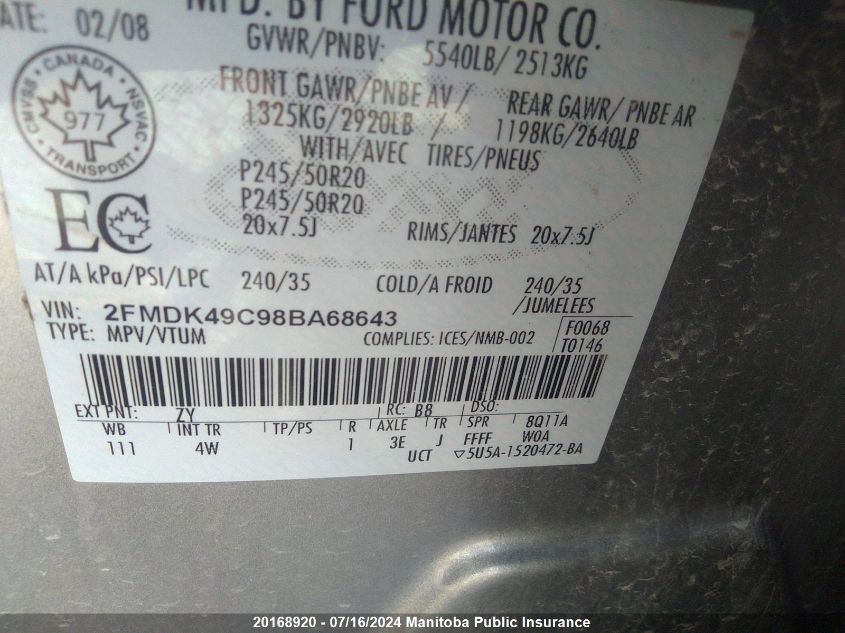 ATE: 02/08
MFD. BY FORD MOTOR CO.
GVWR/PNBV: 5540LB/ 2513KG
CANADA
CMVSS 977 NSVAC
TRANSPORT
FRONT GAWR/PNBE AV / REAR GAWR/ PNBE AR
1325KG/2920LB / 1198KG/2640LB
WITH/AVEC TIRES/PNEUS
P245/50R20
P245/50R20
EC
20x7.5J RIMS/JANTES 20x7.5J
AT/A kPa/PSI/LPC 240/35 COLD/A FROID 240/35
/JUMELEES
VIN: 2FMDK49C98BA68643
TYPE: MPV/VTUM COMPLIES: ICES/NMB-002
F0068
T0146
EXT PNT: ZY RC: B8 DSO:
WB INT TR TP/PS R AXLE TR SPR 8Q11A
111 4W 1 3E J FFFF W0A
UCT ▽5U5A-1520472-BA
20168920 - 07/16/2024 Manitoba Public Insurance